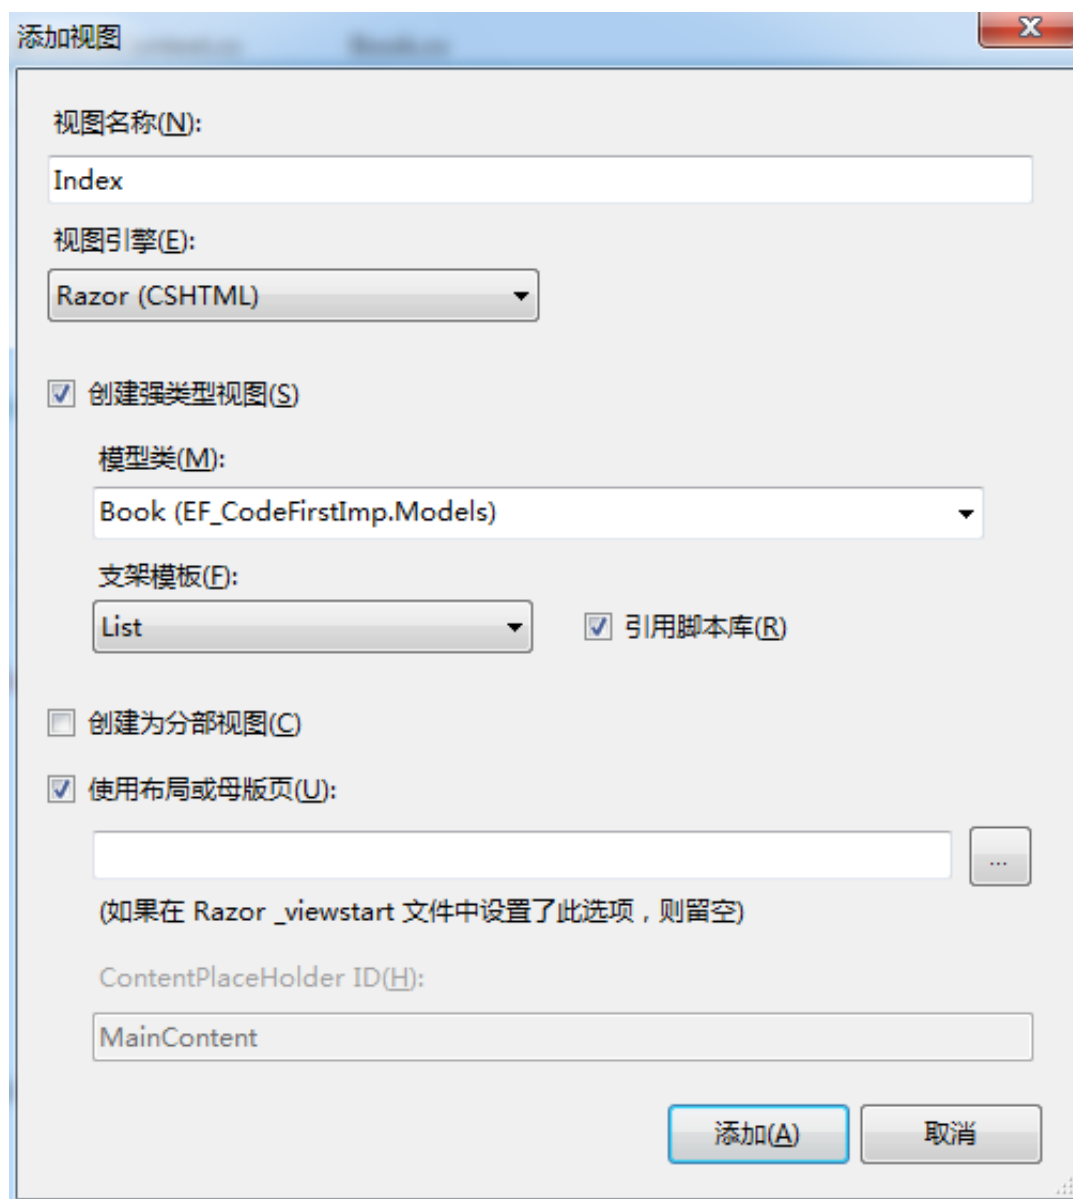 添加视图
视图名称(N):
Index
视图引擎(E):
Razor (CSHTML)
创建强类型视图(S)
模型类(M):
Book (EF_CodeFirstImp.Models)
支架模板(F):
List
引用脚本库(R)
创建为分部视图(C)
使用布局或母版页(U):
...
(如果在 Razor _viewstart 文件中设置了此选项，则留空)
ContentPlaceHolder ID(H):
MainContent
添加(A)
取消